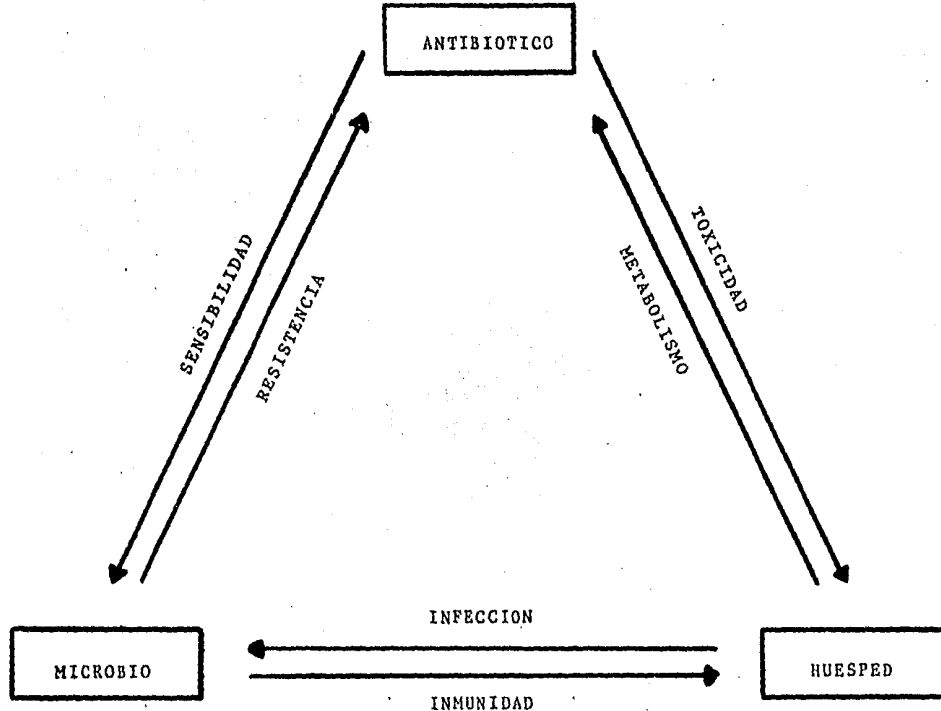 ANTIBIOTICO
SENSIBILIDAD
RESISTENCIA
METABOLISMO
TOXICIDAD
INFECCION
MICROBIO
HUESPED
INMUNIDAD